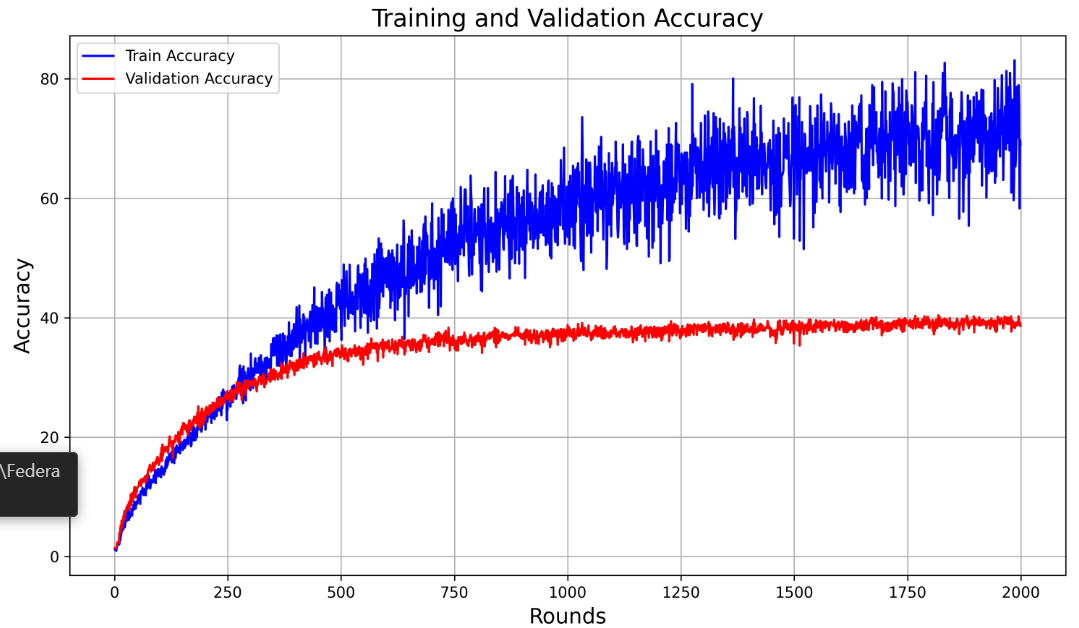 Training and Validation Accuracy
Train Accuracy
Validation Accuracy
80
60
40
20
0
Accuracy
\Federa
0 250 500 750 1000 1250 1500 1750 2000
Rounds